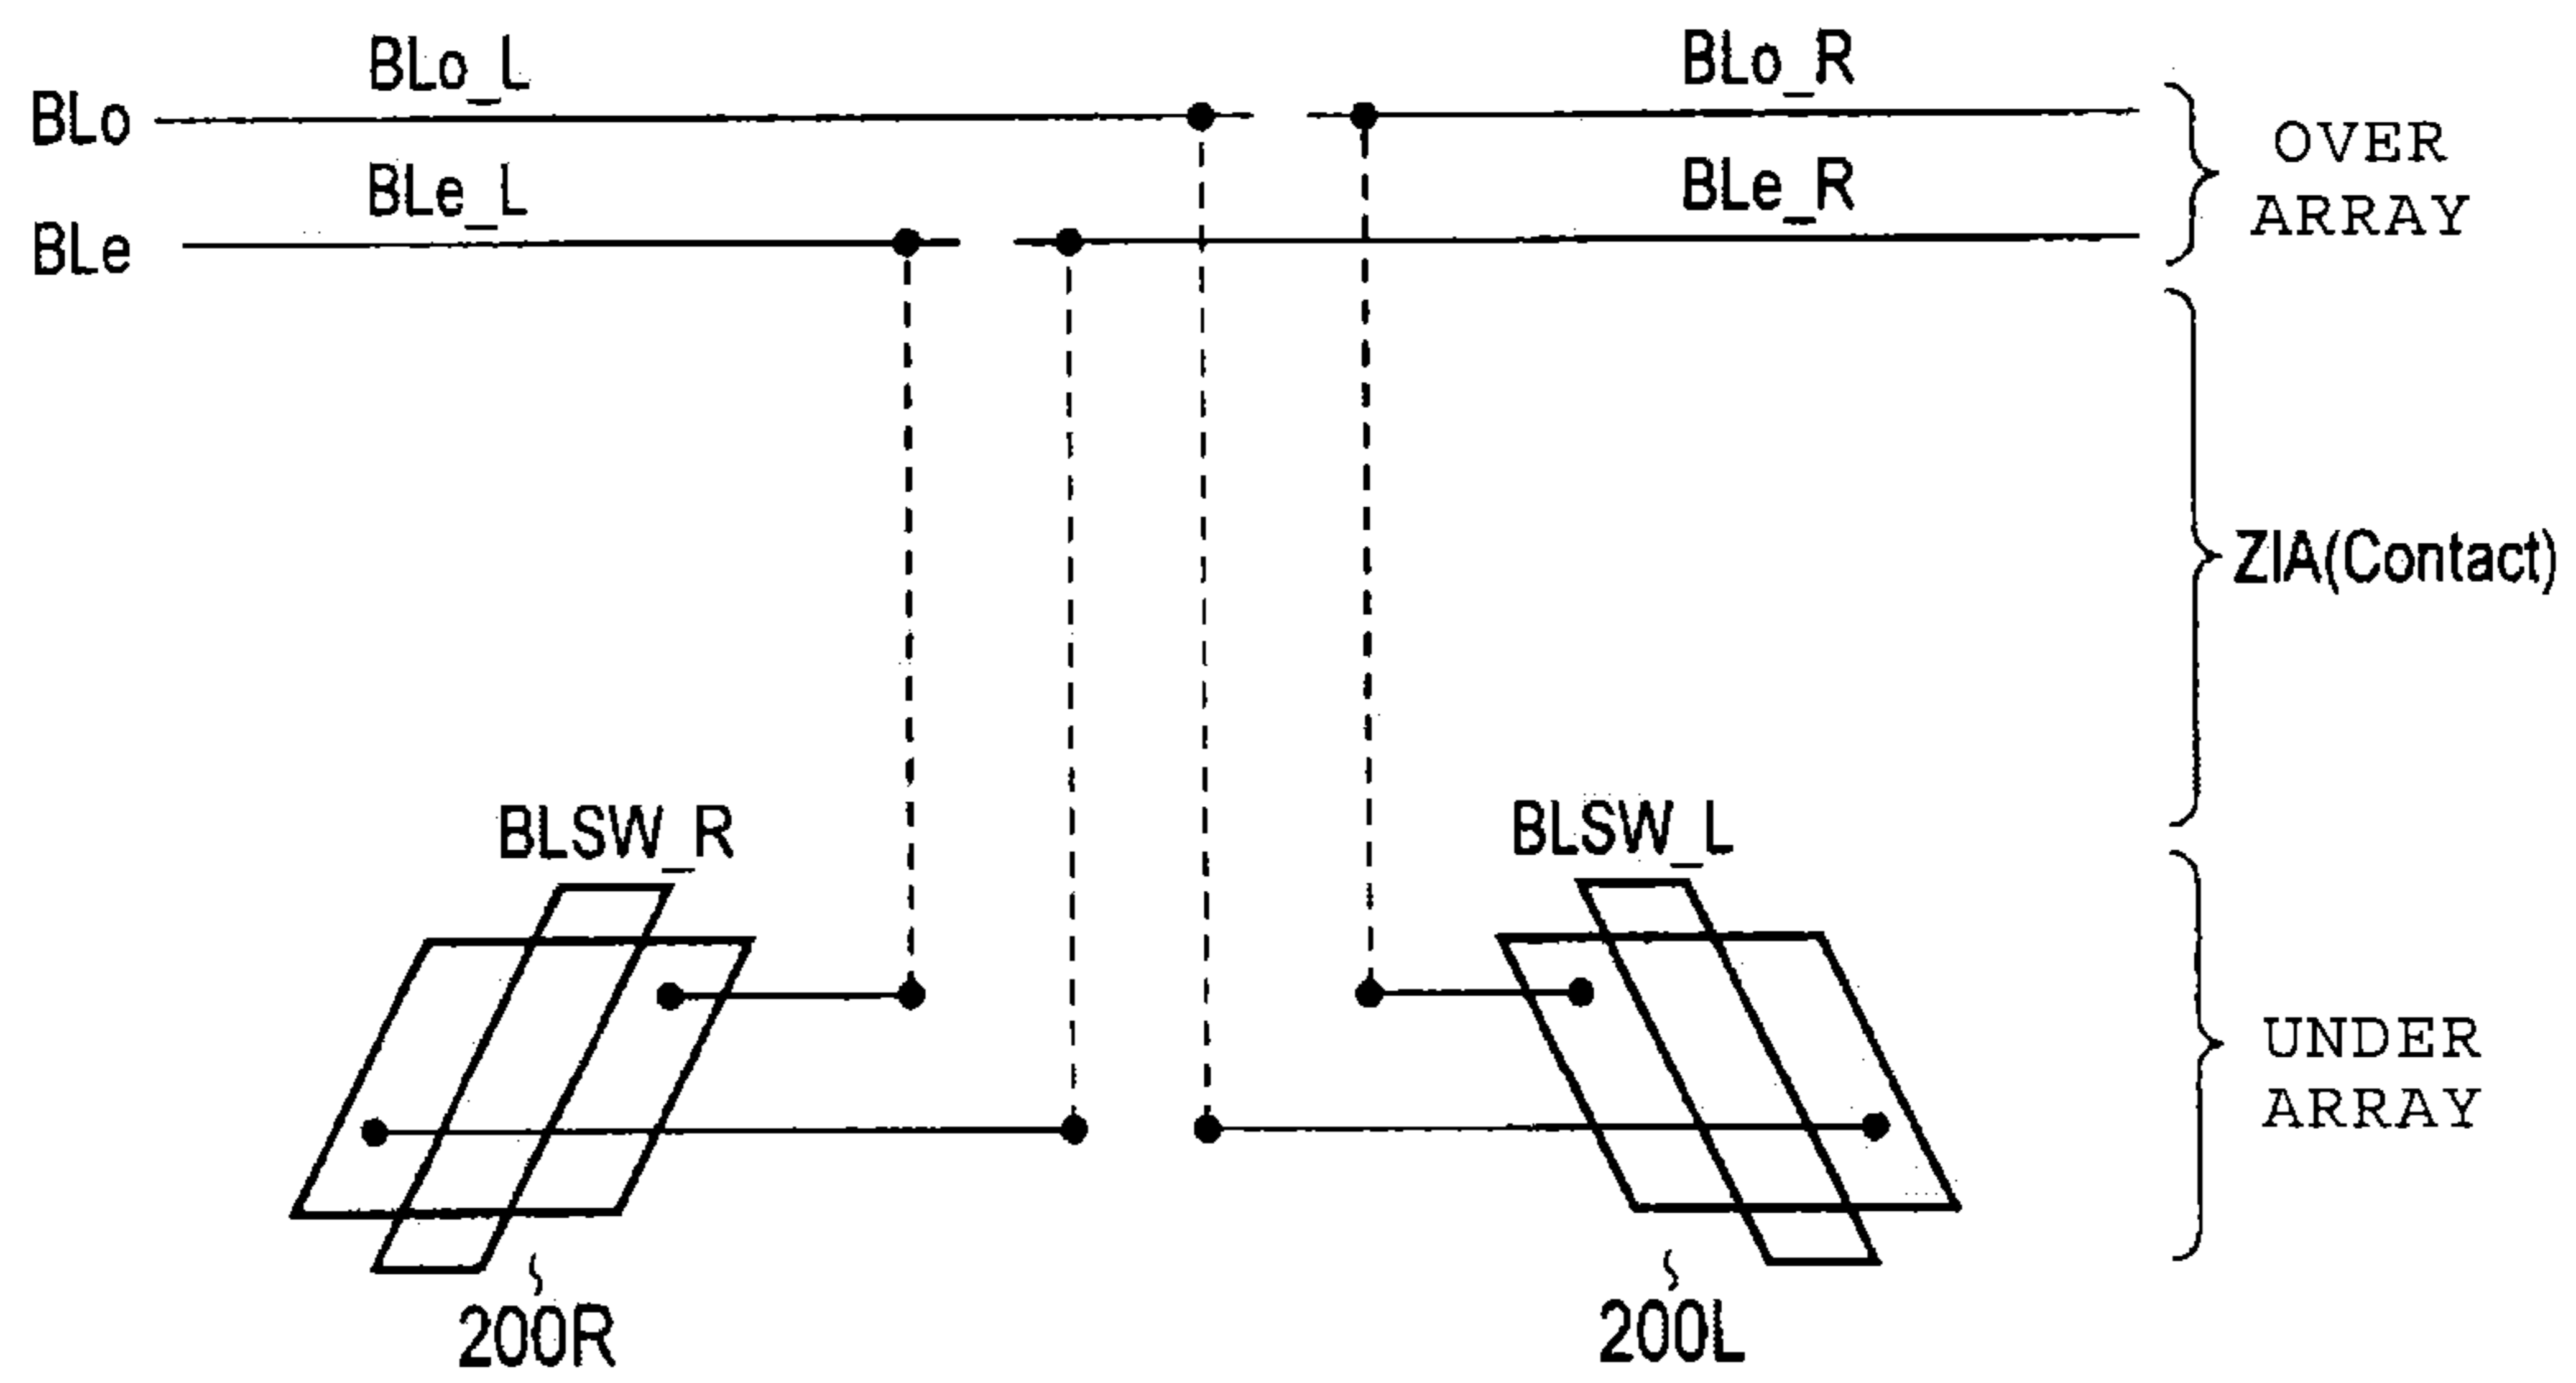 BLo
BLo_L
BLo_R
BLe
BLe_L
BLe_R
OVER
ARRAY
ZIA(Contact)
BLSW_R
BLSW_L
UNDER
ARRAY
200R
200L